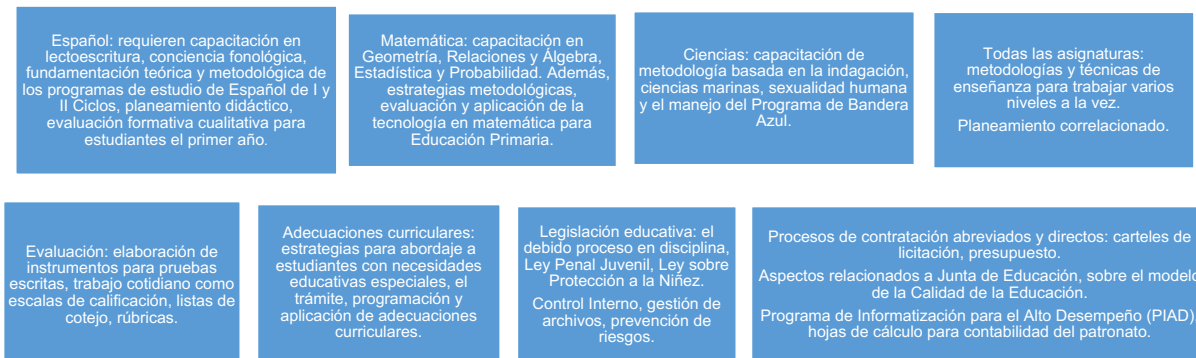 Español: requieren capacitación en
lectoescritura, conciencia fonológica,
fundamentación teórica y metodológica de
los programas de estudio de Español de I y
II Ciclos, planeamiento didáctico,
evaluación formativa cualitativa para
estudiantes el primer año.
Matemática: capacitación en
Geometría, Relaciones y Álgebra,
Estadística y Probabilidad. Además,
estrategias metodológicas,
evaluación y aplicación de la
tecnología en matemática para
Educación Primaria.
Ciencias: capacitación de
metodología basada en la indagación,
ciencias marinas, sexualidad humana
y el manejo del Programa de Bandera
Azul.
Todas las asignaturas:
metodologías y técnicas de
enseñanza para trabajar varios
niveles a la vez.
Planeamiento correlacionado.
Evaluación: elaboración de
instrumentos para pruebas
escritas, trabajo cotidiano como
escalas de calificación, listas de
cotejo, rúbricas.
Adecuaciones curriculares:
estrategias para abordaje a
estudiantes con necesidades
educativas especiales, el
trámite, programación y
aplicación de adecuaciones
curriculares.
Legislación educativa: el
debido proceso en disciplina,
Ley Penal Juvenil, Ley sobre
Protección a la Niñez.
Control Interno, gestión de
archivos, prevención de
riesgos.
Procesos de contratación abreviados y directos: carteles de
licitación, presupuesto.
Aspectos relacionados a Junta de Educación, sobre el modelo
de la Calidad de la Educación.
Programa de Informatización para el Alto Desempeño (PIAD),
hojas de cálculo para contabilidad del patronato.